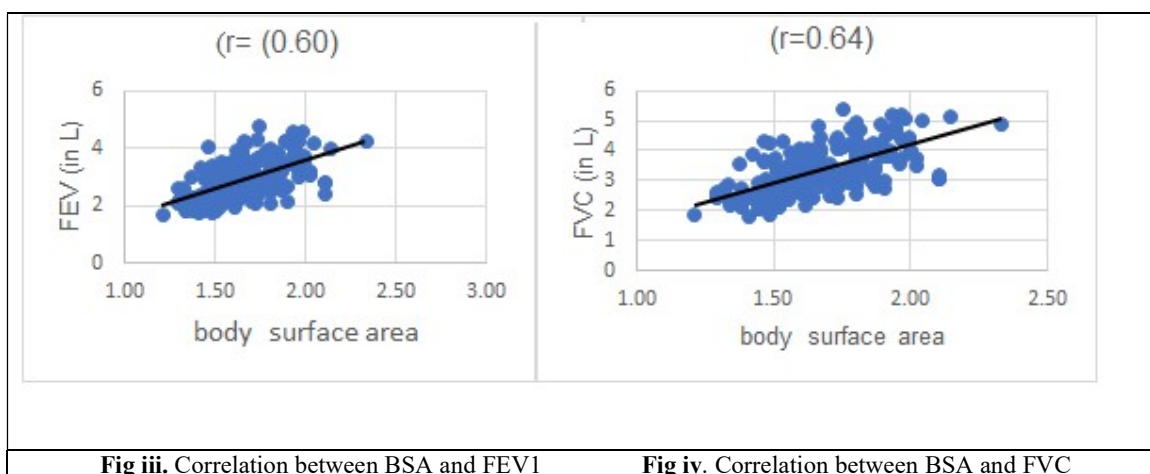 (r= (0.60)
6
4
2
0
FEV (in L)
1.00 1.50 2.00 2.50 3.00
body surface area
(r=0.64)
6
5
4
3
2
1
0
FVC (in L)
1.00 1.50 2.00 2.50
body surface area
Fig iii. Correlation between BSA and FEV1
Fig iv. Correlation between BSA and FVC